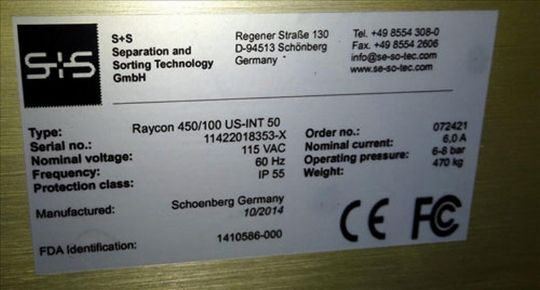 S+S
S+S
Separation and
Sorting Technology
GmbH
Regener Straße 130
D-94513 Schönberg
Germany
Tel. +49 8554 308-0
Fax. +49 8554 2606
info@se-so-tec.com
www.se-so-tec.com
Type: Raycon 450/100 US-INT 50
Serial no.: 11422018353-X
Nominal voltage: 115 VAC
Frequency: 60 Hz
Protection class: IP 55
Order no.: 072421
Nominal current: 6,0 A
Operating pressure: 6-8 bar
Weight: 470 kg
Manufactured: Schoenberg Germany
10/2014
FDA Identification: 1410586-000
CE FC